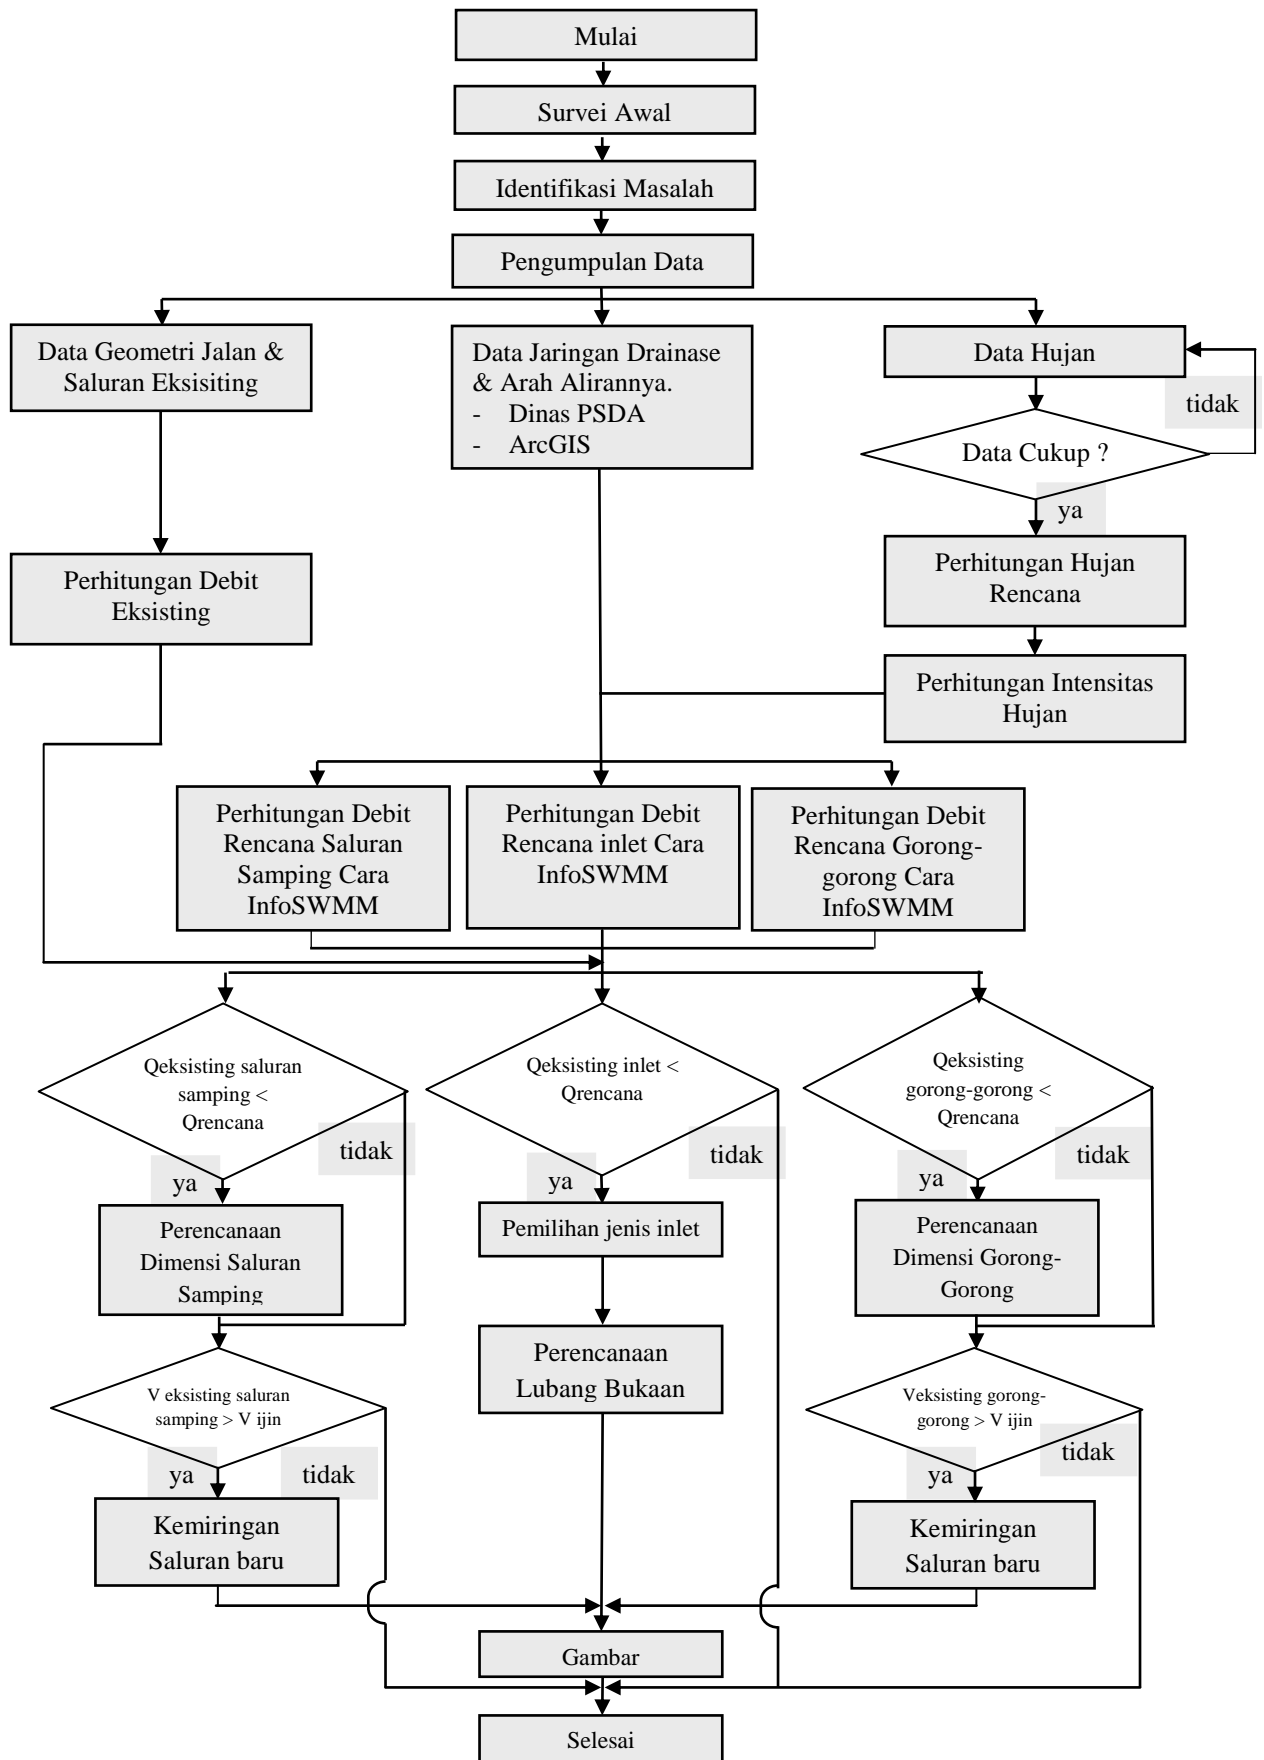 Mulai
Survei Awal
Identifikasi Masalah
Pengumpulan Data
Data Geometri Jalan &
Saluran Eksisiting
Data Jaringan Drainase
& Arah Alirannya.
- Dinas PSDA
- ArcGIS
Data Hujan
tidak
Data Cukup ?
ya
Perhitungan Debit
Eksisting
Perhitungan Hujan
Rencana
Perhitungan Intensitas
Hujan
Perhitungan Debit
Rencana Saluran
Samping Cara
InfoSWMM
Perhitungan Debit
Rencana inlet Cara
InfoSWMM
Perhitungan Debit
Rencana Gorong-
gorong Cara
InfoSWMM
Qeksisting saluran
samping <
Qrencana
tidak
ya
Qeksisting inlet <
Qrencana
tidak
ya
Qeksisting
gorong-gorong <
Qrencana
tidak
ya
Perencanaan
Dimensi Saluran
Samping
Pemilihan jenis inlet
Perencanaan
Dimensi Gorong-
Gorong
Perencanaan
Lubang Bukaan
V eksisting saluran
samping > V ijin
ya
tidak
Veksisting gorong-
gorong > V ijin
tidak
ya
Kemiringan
Saluran baru
Kemiringan
Saluran baru
Gambar
Selesai